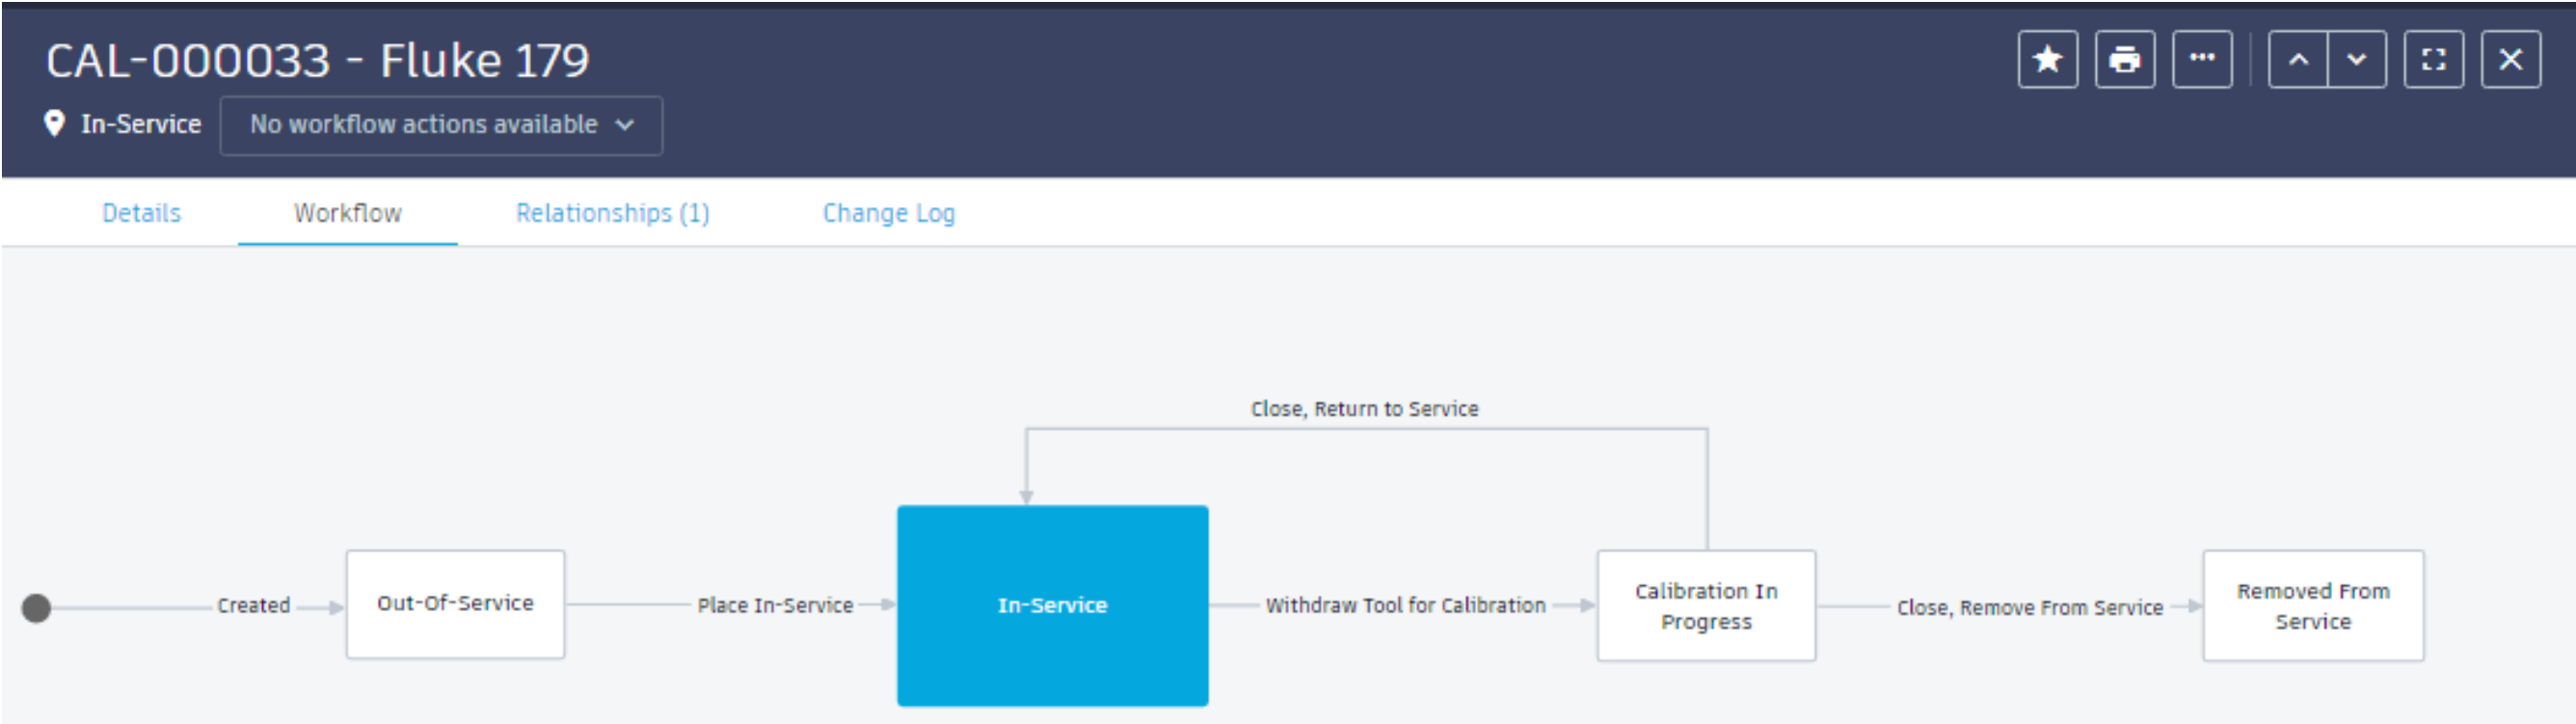 CAL-000033 - Fluke 179
In-Service No workflow actions available
Details Workflow Relationships (1) Change Log
Close, Return to Service
Created Out-Of-Service Place In-Service In-Service Withdraw Tool for Calibration Calibration In Progress Close, Remove From Service Removed From Service